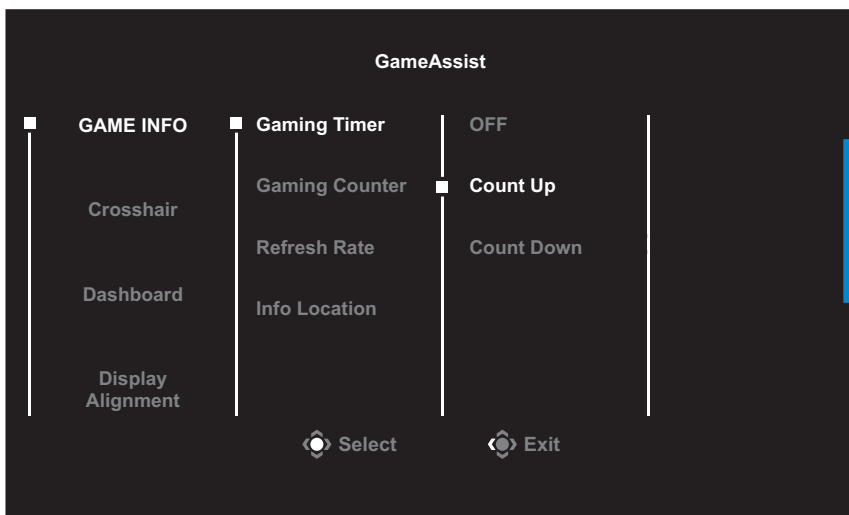 GameAssist
GAME INFO
Crosshair
Dashboard
Display
Alignment
Gaming Timer
Gaming Counter
Refresh Rate
Info Location
OFF
Count Up
Count Down
Select
Exit